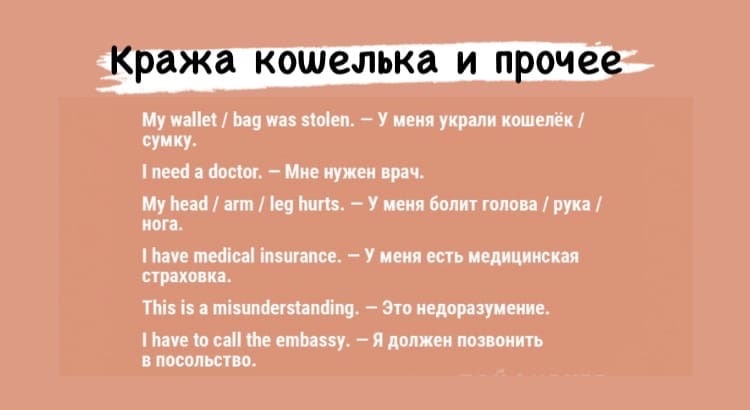 Кража кошелька и прочее
My wallet / bag was stolen. — У меня украли кошелёк /
сумку.
I need a doctor. — Мне нужен врач.
My head / arm / leg hurts. — У меня болит голова / рука /
нога.
I have medical insurance. — У меня есть медицинская
страховка.
This is a misunderstanding. — Это недоразумение.
I have to call the embassy. — Я должен позвонить
в посольство.